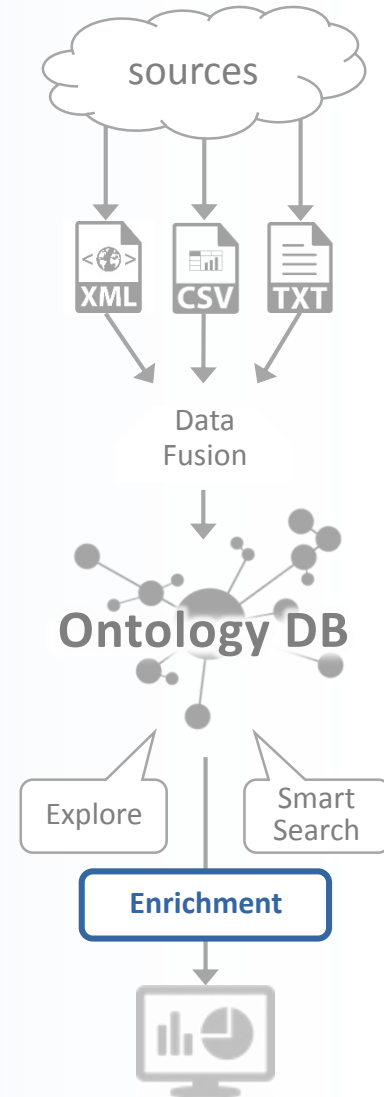 sources
< >
XML
CSV
TXT
Data
Fusion
Ontology DB
Explore
Smart
Search
Enrichment